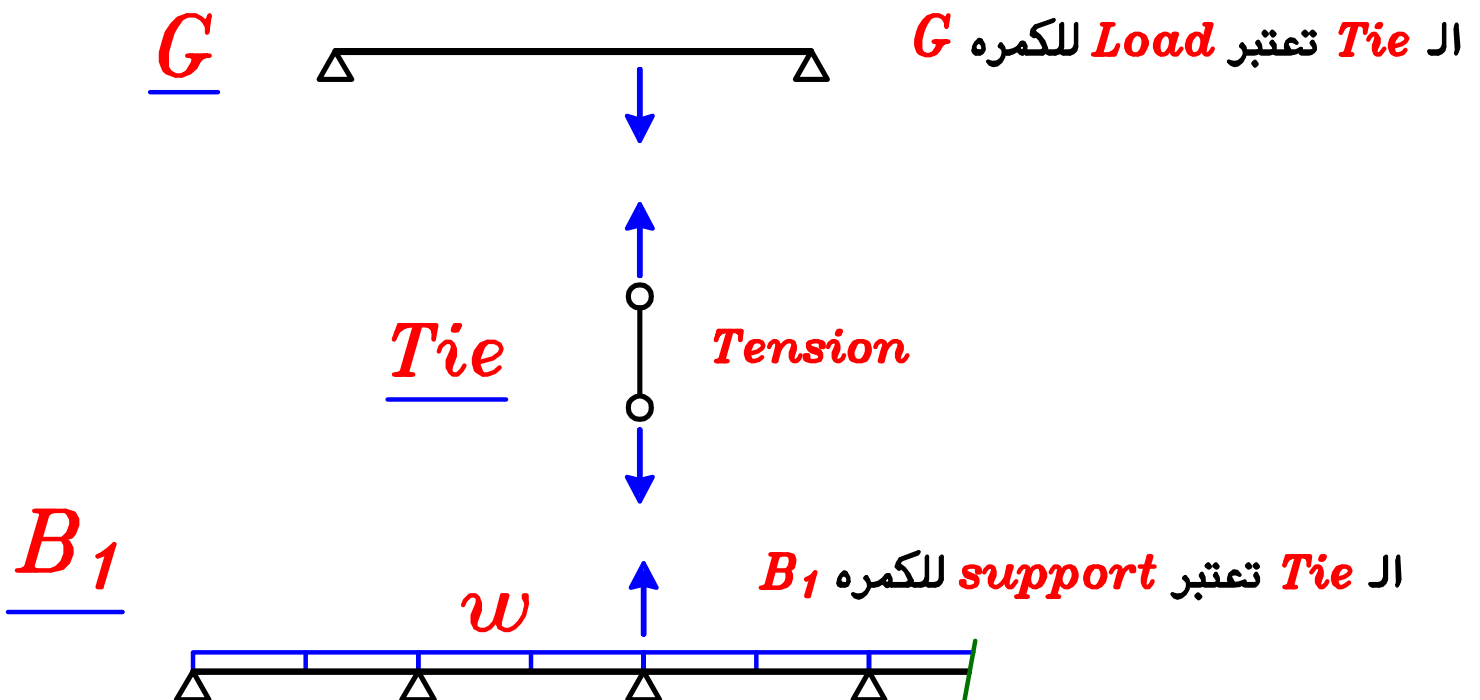 G
الـ Tie تعتبر Load للكمره G
Tie
Tension
B1
الـ Tie تعتبر support للكمره B1
w